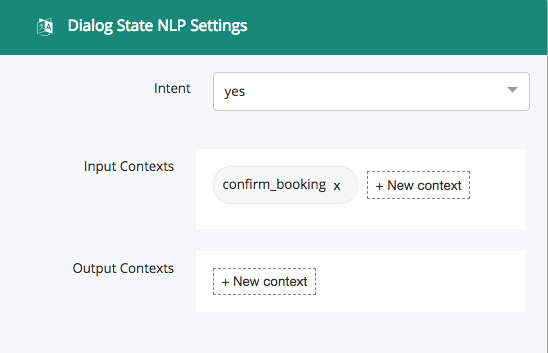 Dialog State NLP Settings
Intent yes
Input Contexts
confirm_booking x + New context
Output Contexts
+ New context